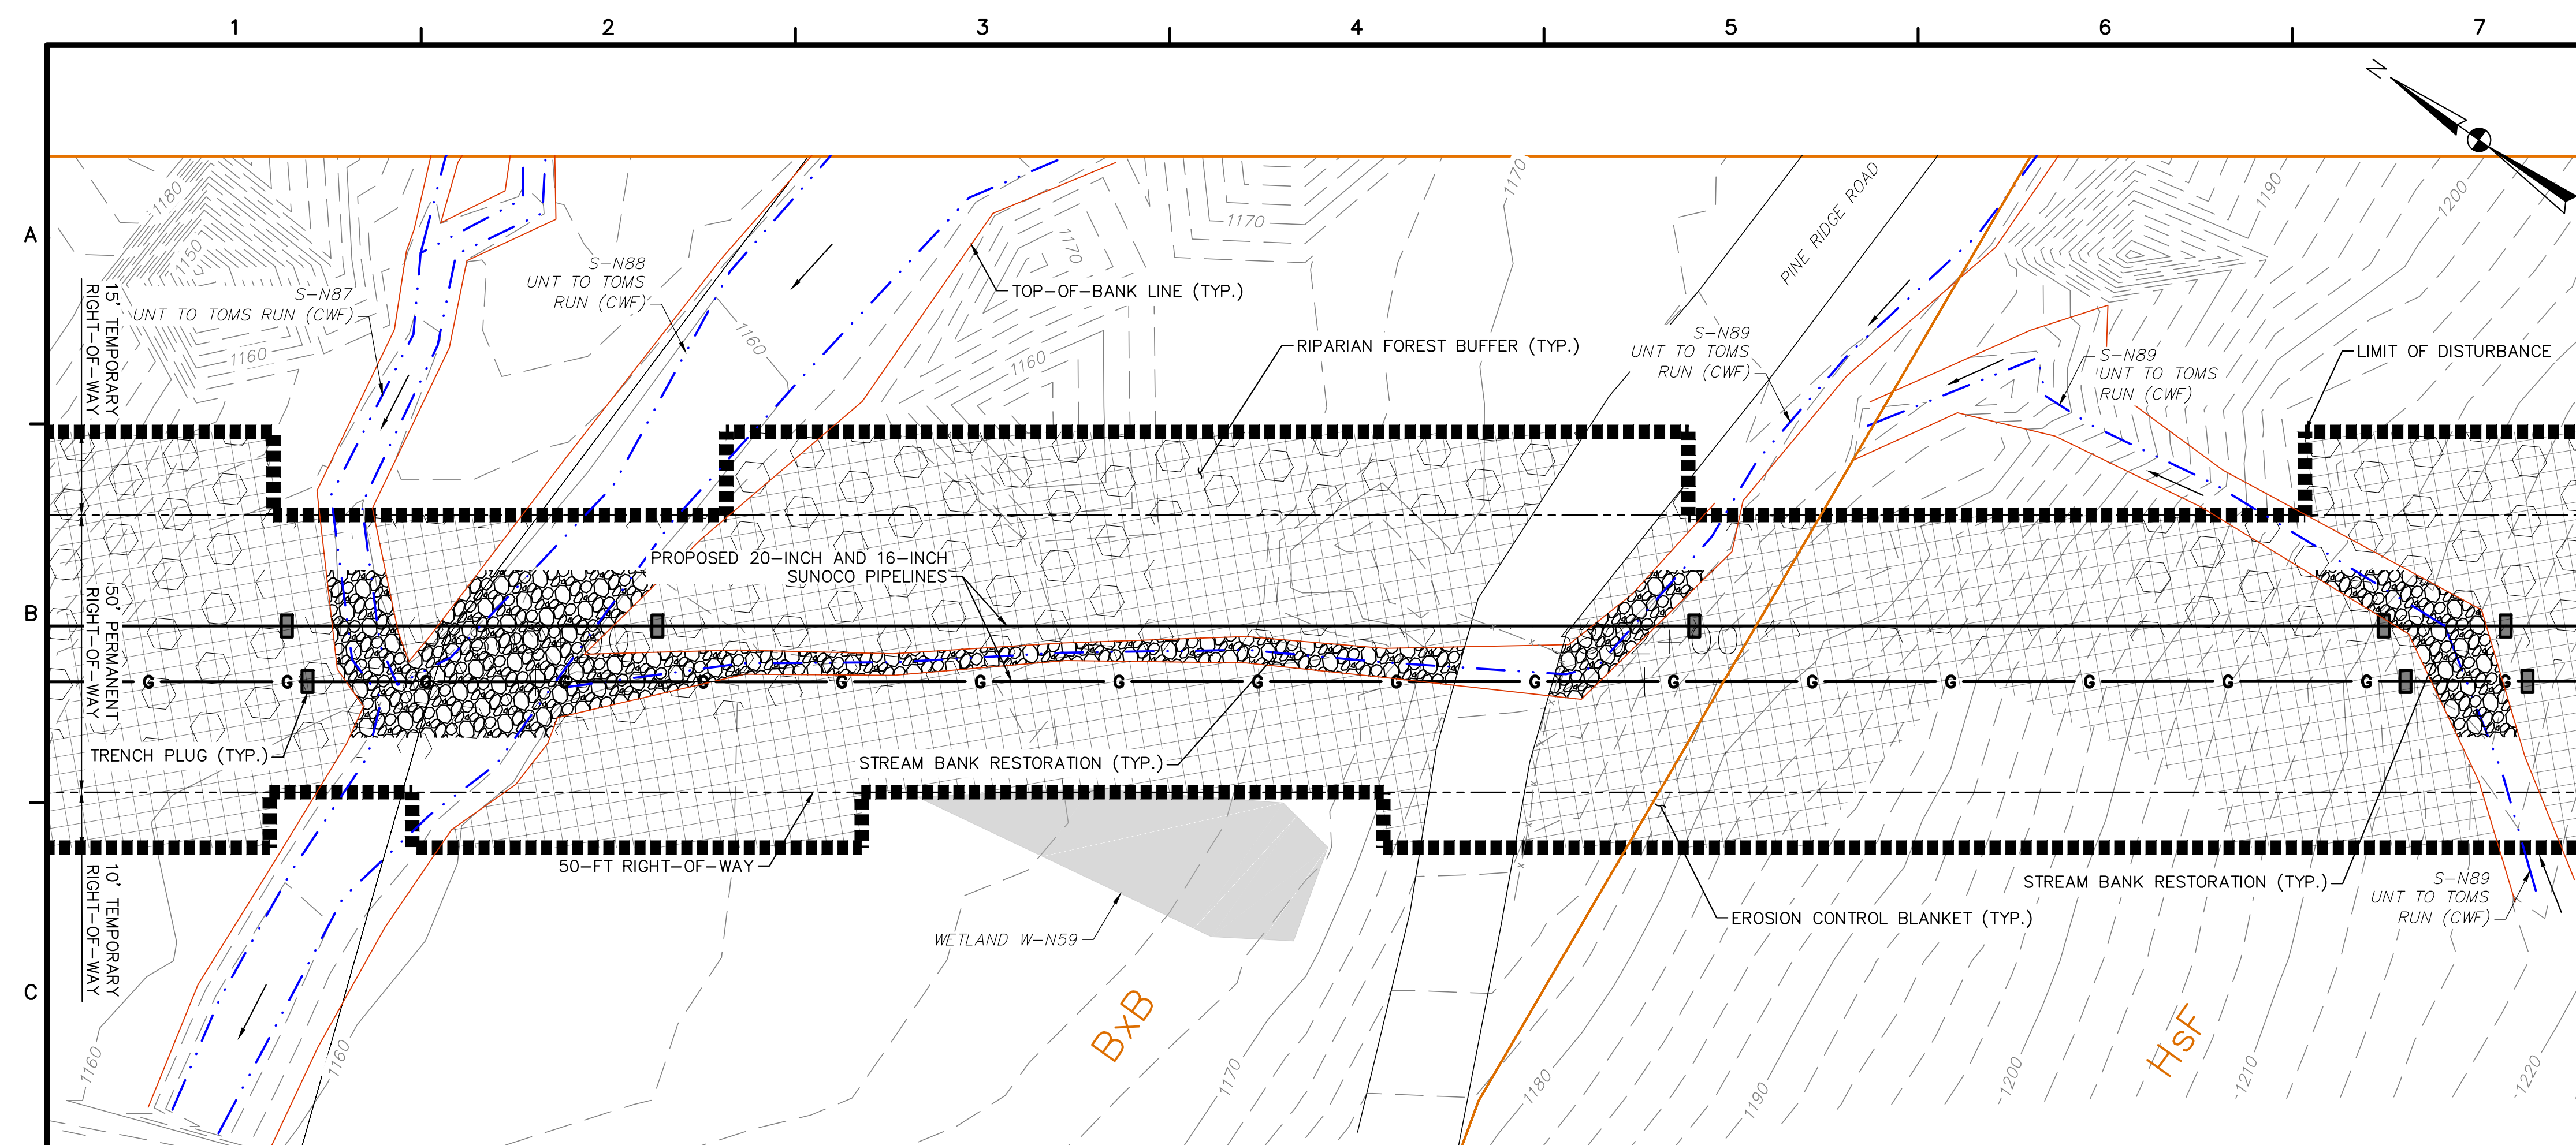 1 2 3 4 5 6 7
N
A
B
C
1180
1150
1160
S-N87
UNT TO TOMS RUN (CWF)
S-N88
UNT TO TOMS
RUN (CWF)
1160
TOP-OF-BANK LINE (TYP.)
1170
1160
1170
1170
RIPARIAN FOREST BUFFER (TYP.)
PINE RIDGE ROAD
S-N89
UNT TO TOMS
RUN (CWF)
S-N89
UNT TO TOMS
RUN (CWF)
1190
1200
LIMIT OF DISTURBANCE
15' TEMPORARY
RIGHT-OF-WAY
50' PERMANENT
RIGHT-OF-WAY
10' TEMPORARY
RIGHT-OF-WAY
PROPOSED 20-INCH AND 16-INCH
SUNOCO PIPELINES
G G G G G G G G G G G G G G G G G G
TRENCH PLUG (TYP.)
STREAM BANK RESTORATION (TYP.)
50-FT RIGHT-OF-WAY
WETLAND W-N59
EROSION CONTROL BLANKET (TYP.)
STREAM BANK RESTORATION (TYP.)
S-N89
UNT TO TOMS
RUN (CWF)
BxB
HsF
1160
1160
1170
1180
1190
1200
1210
1220